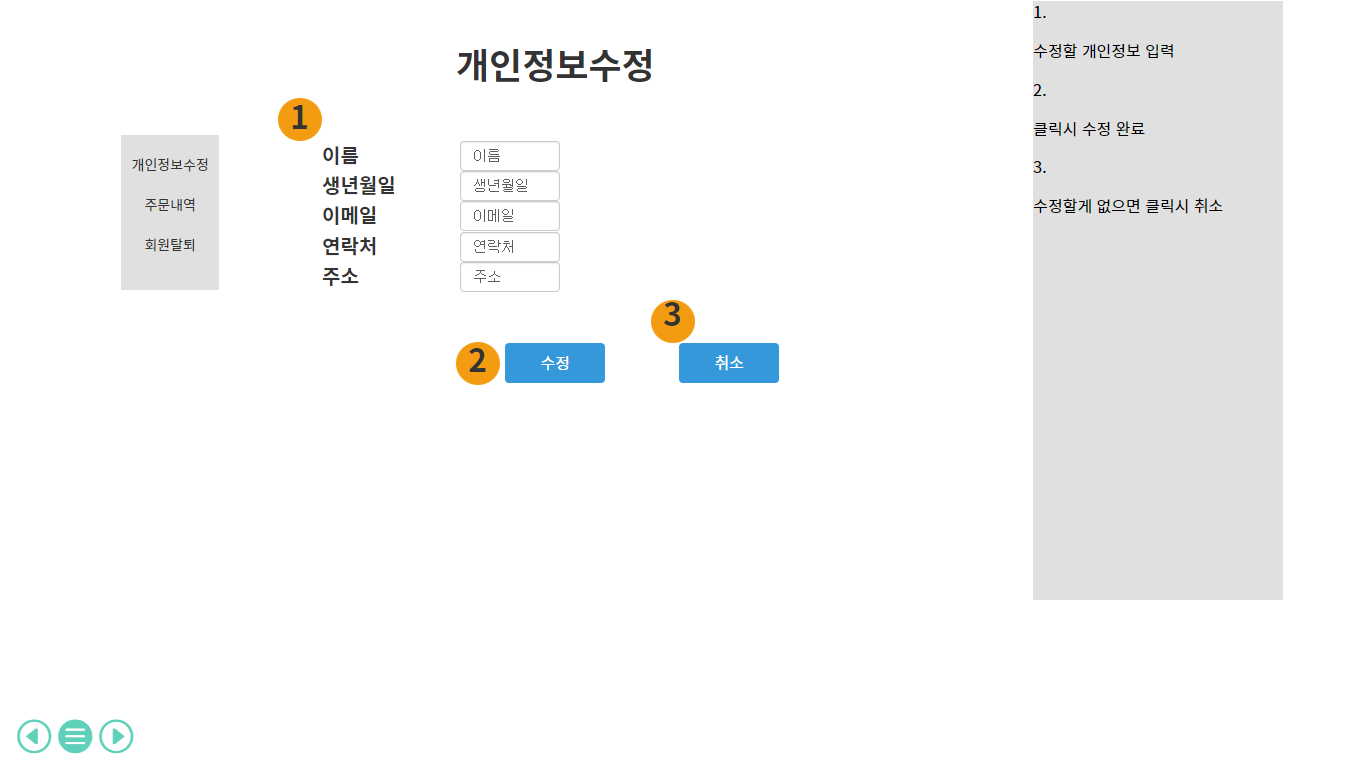 개인정보수정
1
개인정보수정
주문내역
회원탈퇴
이름 이름
생년월일 생년월일
이메일 이메일
연락처 연락처
주소 주소
2 수정
3 취소
1.
수정할 개인정보 입력
2.
클릭시 수정 완료
3.
수정할게 없으면 클릭시 취소